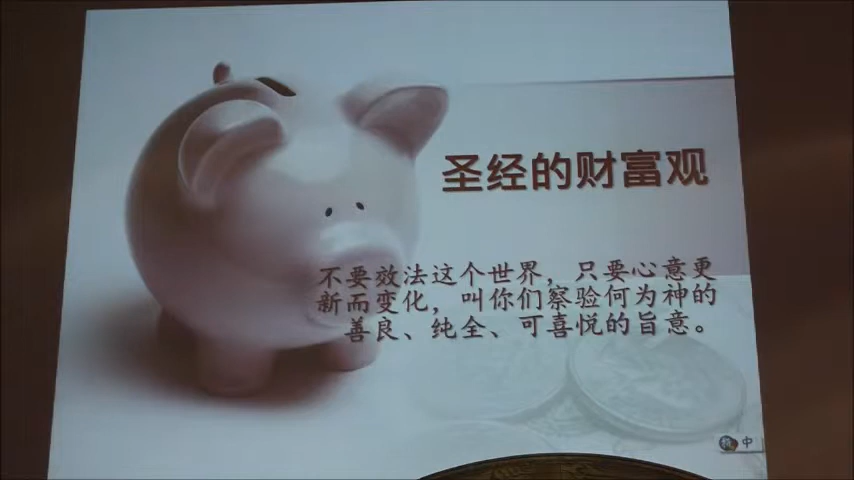 圣经的财富观
不要效法这个世界，只要心意更
新而变化，叫你们察验何为神的
善良、纯全、可喜悦的旨意。
中